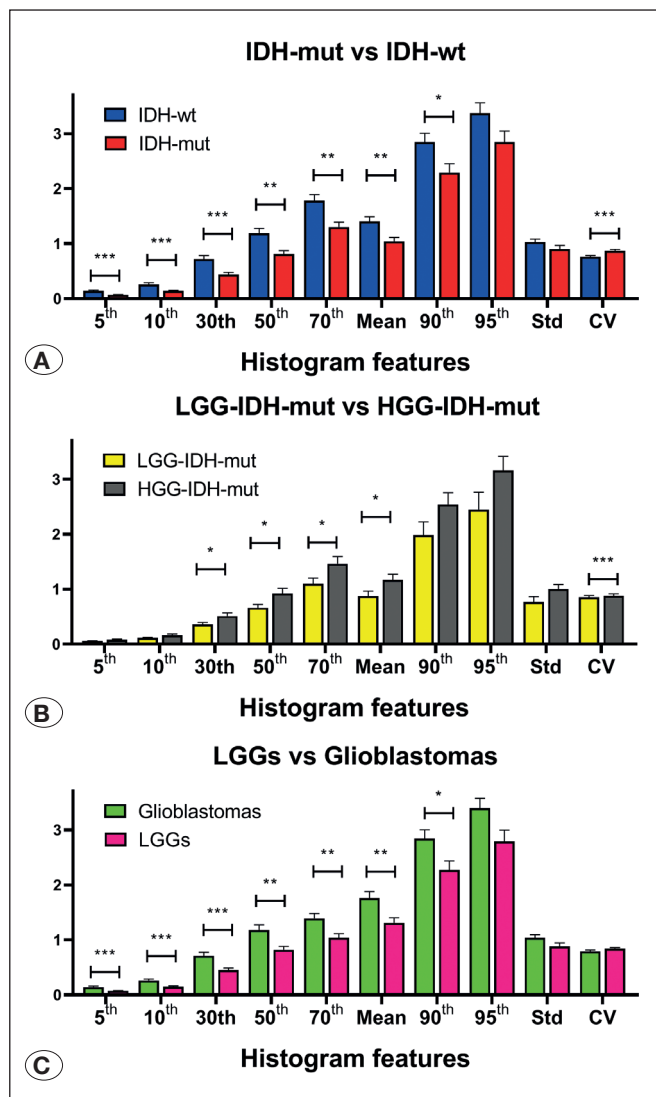 IDH-mut vs IDH-wt
IDH-wt
IDH-mut
3
2
1
0
*** *** *** ** ** ** * ***
5th 10th 30th 50th 70th Mean 90th 95th Std CV
Histogram features
A
LGG-IDH-mut vs HGG-IDH-mut
LGG-IDH-mut
HGG-IDH-mut
3
2
1
0
* * * * ***
5th 10th 30th 50th 70th Mean 90th 95th Std CV
Histogram features
B
LGGs vs Glioblastomas
Glioblastomas
LGGs
3
2
1
0
*** *** *** ** ** ** *
5th 10th 30th 50th 70th Mean 90th 95th Std CV
Histogram features
C